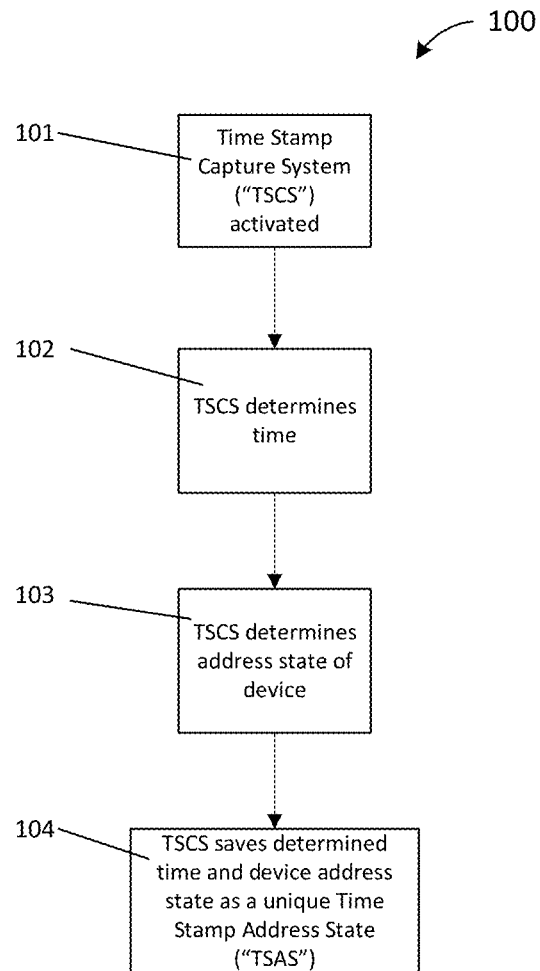 100
101
Time Stamp
Capture System
(“TSCS”)
activated
102
TSCS determines
time
103
TSCS determines
address state of
device
104
TSCS saves determined
time and device address
state as a unique Time
Stamp Address State
(“TSAS”)